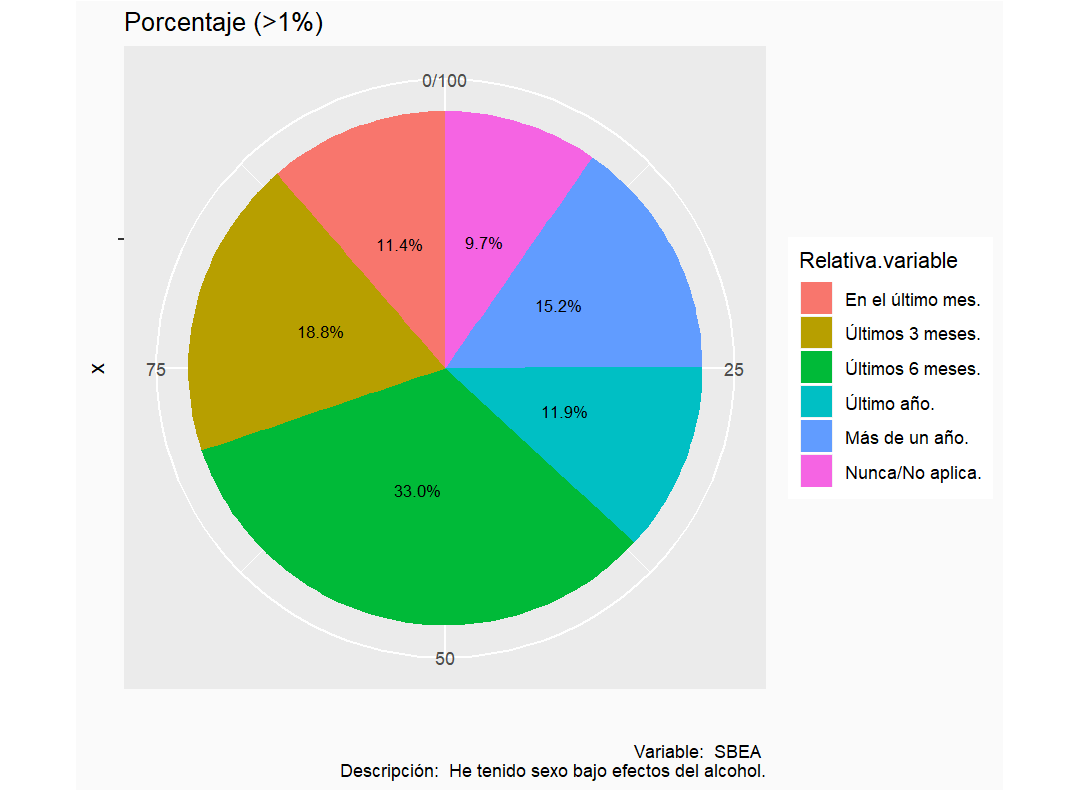 Porcentaje (>1%)
0/100
11.4%
9.7%
15.2%
18.8%
x
75
25
11.9%
33.0%
50
Relativa.variable
En el último mes.
Últimos 3 meses.
Últimos 6 meses.
Último año.
Más de un año.
Nunca/No aplica.
Variable:  SBEA
Descripción:  He tenido sexo bajo efectos del alcohol.